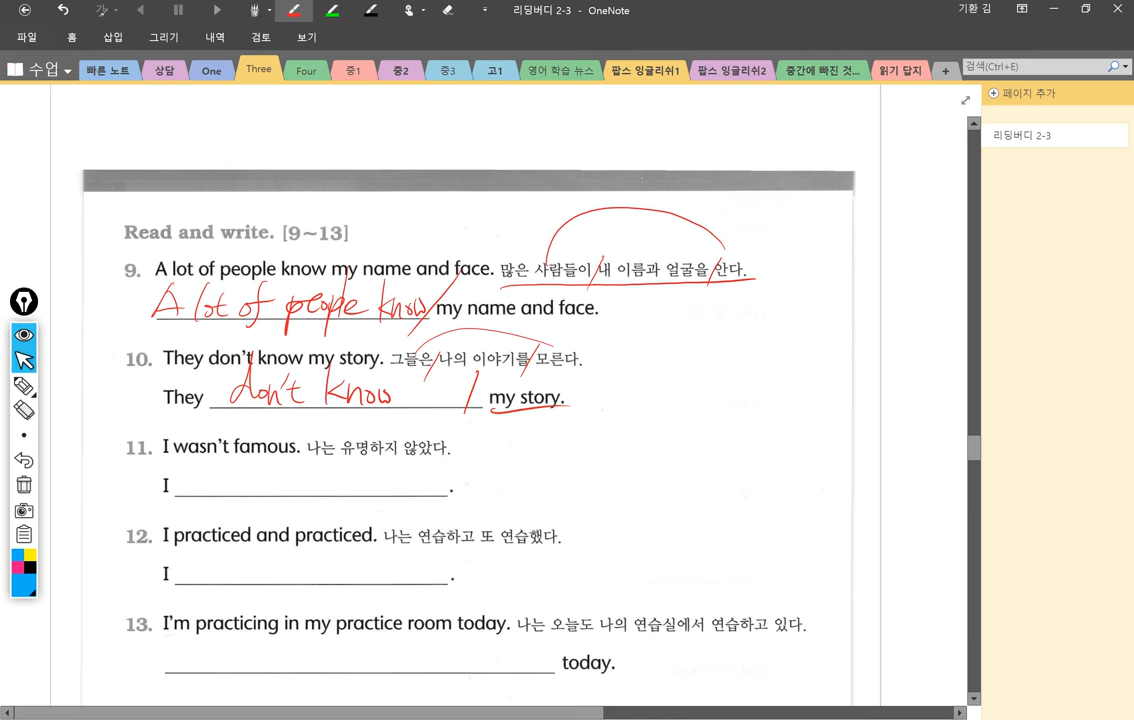 리딩버디 2-3 - OneNote
기환 김
파일 홈 삽입 그리기 내역 검토 보기
수업 빠른 노트 상담 One Three Four 중1 중2 중3 고1 영어 학습 뉴스 팝스 잉글리쉬1 팝스 잉글리쉬2 중간에 빠진 것... 읽기 답지 + 검색(Ctrl+E)
페이지 추가
리딩버디 2-3
Read and write. [9~13]
9. A lot of people know my name and face. 많은 사람들이 내 이름과 얼굴을 안다.
A lot of people know my name and face.
10. They don't know my story. 그들은 나의 이야기를 모른다.
They don't know my story.
11. I wasn't famous. 나는 유명하지 않았다.
I .
12. I practiced and practiced. 나는 연습하고 또 연습했다.
I .
13. I'm practicing in my practice room today. 나는 오늘도 나의 연습실에서 연습하고 있다.
today.